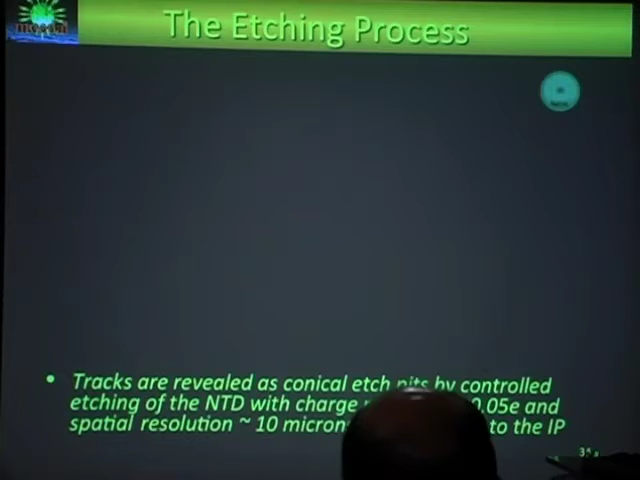 The Etching Process
• Tracks are revealed as conical etch pits by controlled
etching of the NTD with charge 0.05e and
spatial resolution ~ 10 micron to the IP